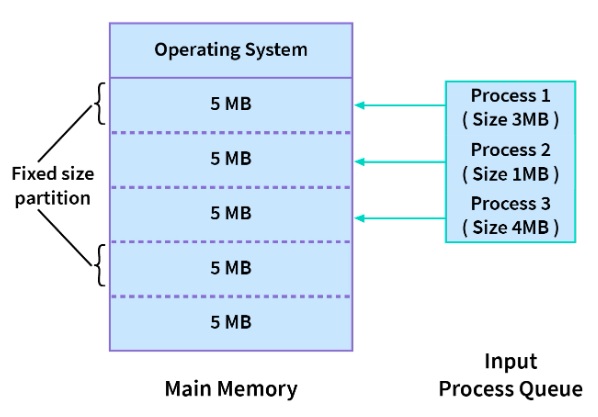 Operating System
5 MB
5 MB
5 MB
5 MB
5 MB
Fixed size
partition
Process 1
( Size 3MB )
Process 2
( Size 1MB )
Process 3
( Size 4MB )
Main Memory
Input
Process Queue